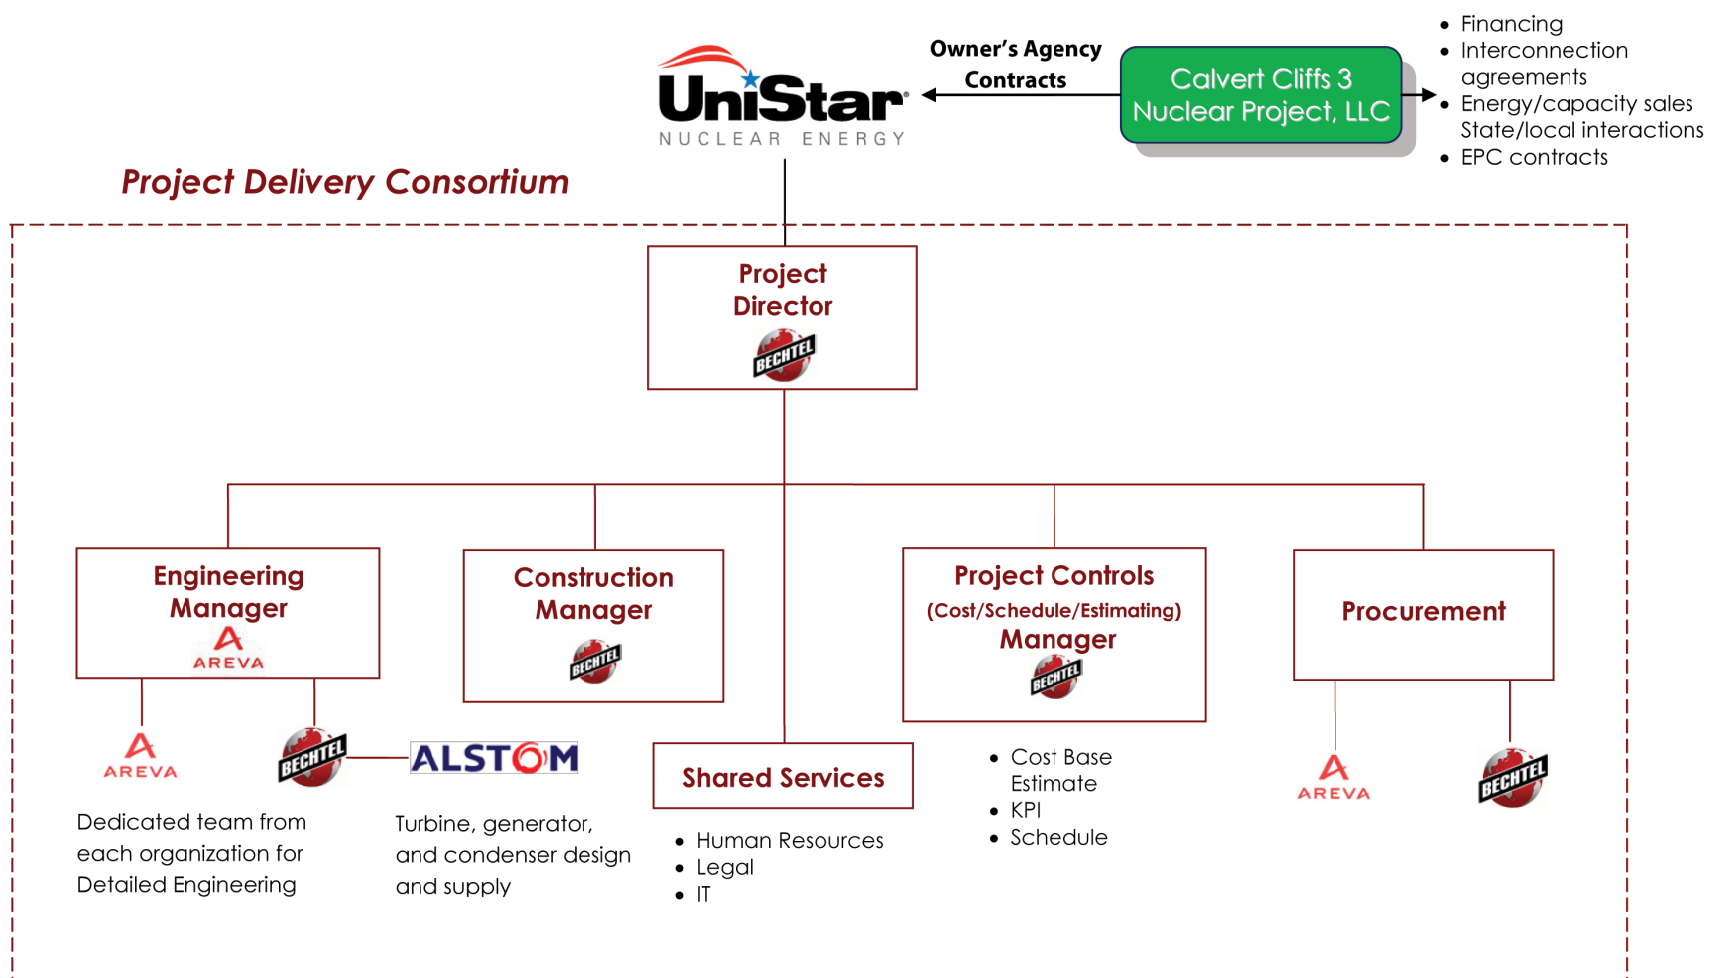 Financing
Interconnection
agreements
Energy/capacity sales
State/local interactions
EPC contracts
Owner's Agency
Contracts
Calvert Cliffs 3
Nuclear Project, LLC
UniStar
NUCLEAR ENERGY
Project Delivery Consortium
Project
Director
BECHTEL
Engineering
Manager
AREVA
Construction
Manager
BECHTEL
Project Controls
(Cost/Schedule/Estimating)
Manager
BECHTEL
Procurement
AREVA
BECHTEL
ALSTOM
Dedicated team from
each organization for
Detailed Engineering
Turbine, generator,
and condenser design
and supply
Shared Services
Human Resources
Legal
IT
Cost Base
Estimate
KPI
Schedule
AREVA
BECHTEL